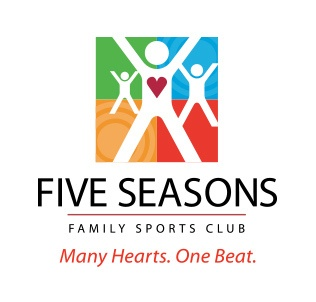 FIVE SEASONS
FAMILY SPORTS CLUB
Many Hearts. One Beat.